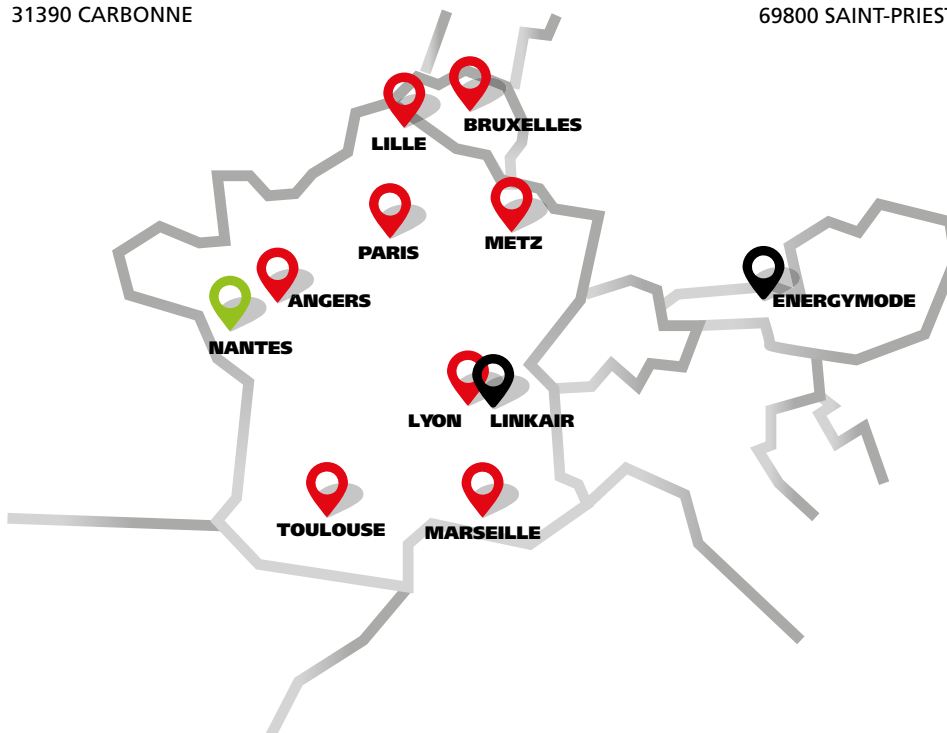 31390 CARBONNE
69800 SAINT-PRIEST
BRUXELLES
LILLE
METZ
PARIS
ANGERS
ENERGYMODE
NANTES
LYON
LINKAIR
TOULOUSE
MARSEILLE